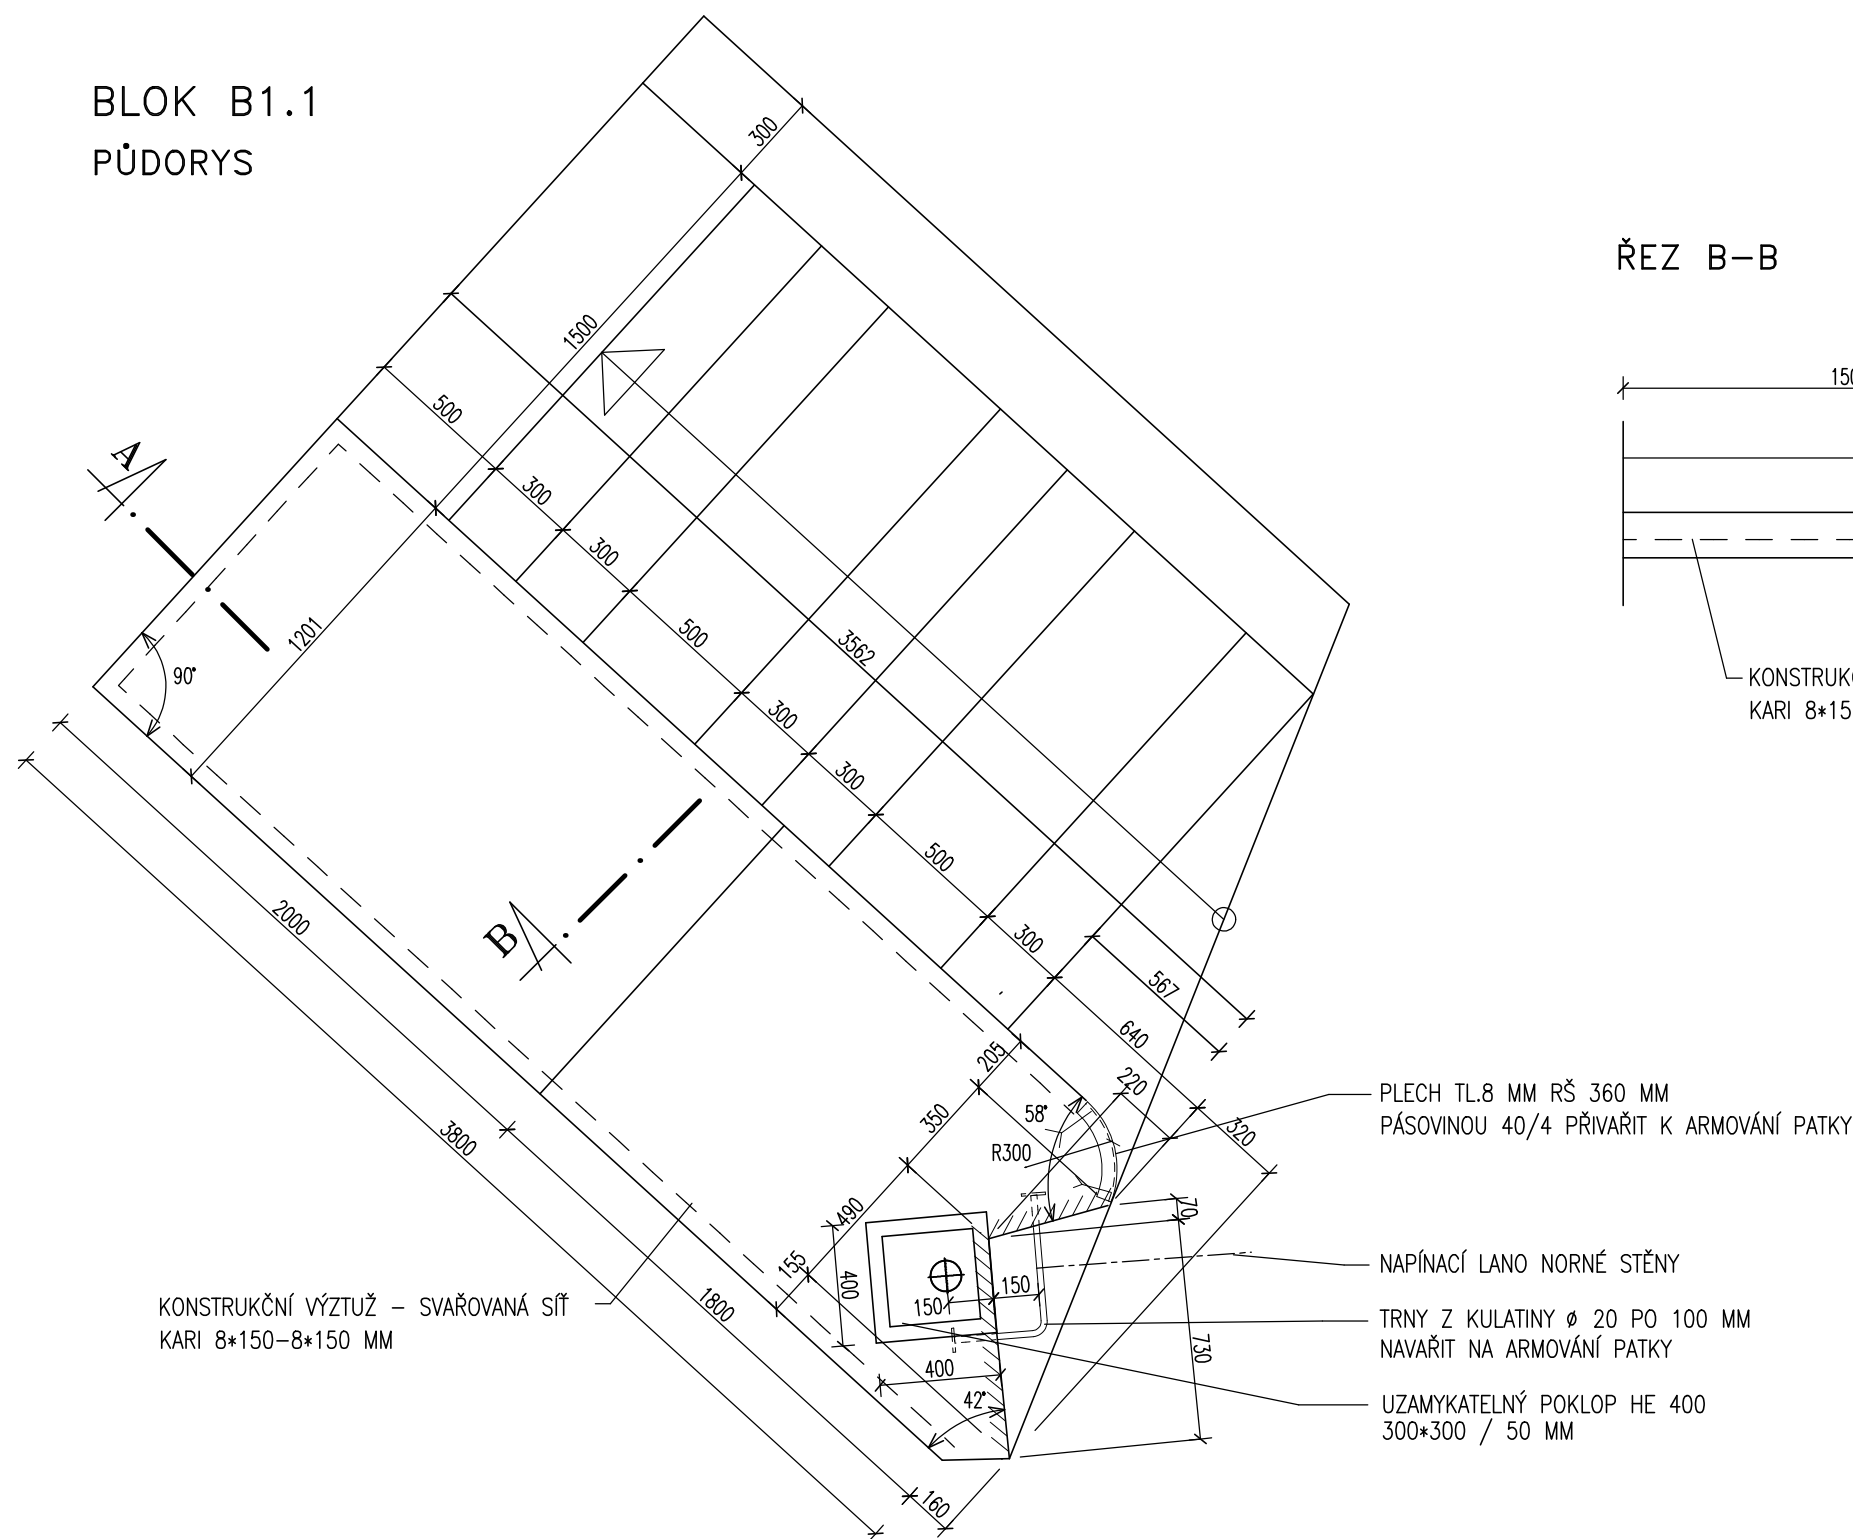 BLOK B1.1
PŮDORYS
300
1500
500
300
300
500
3562
300
300
500
300
567
640
220
320
A
90°
1201
B
2000
3800
205
350
58°
R300
490
155
400
150
150
400
42°
1800
160
70
730
ŘEZ B-B
KONSTRUKČNÍ VÝZTUŽ – SVAŘOVANÁ SÍŤ
KARI 8*150-8*150 MM
PLECH TL.8 MM RŠ 360 MM
PÁSOVINOU 40/4 PŘIVAŘIT K ARMOVÁNÍ PATKY
NAPÍNACÍ LANO NORNÉ STĚNY
TRNY Z KULATINY ø 20 PO 100 MM
NAVAŘIT NA ARMOVÁNÍ PATKY
UZAMYKATELNÝ POKLOP HE 400
300*300 / 50 MM
KARI 8*15